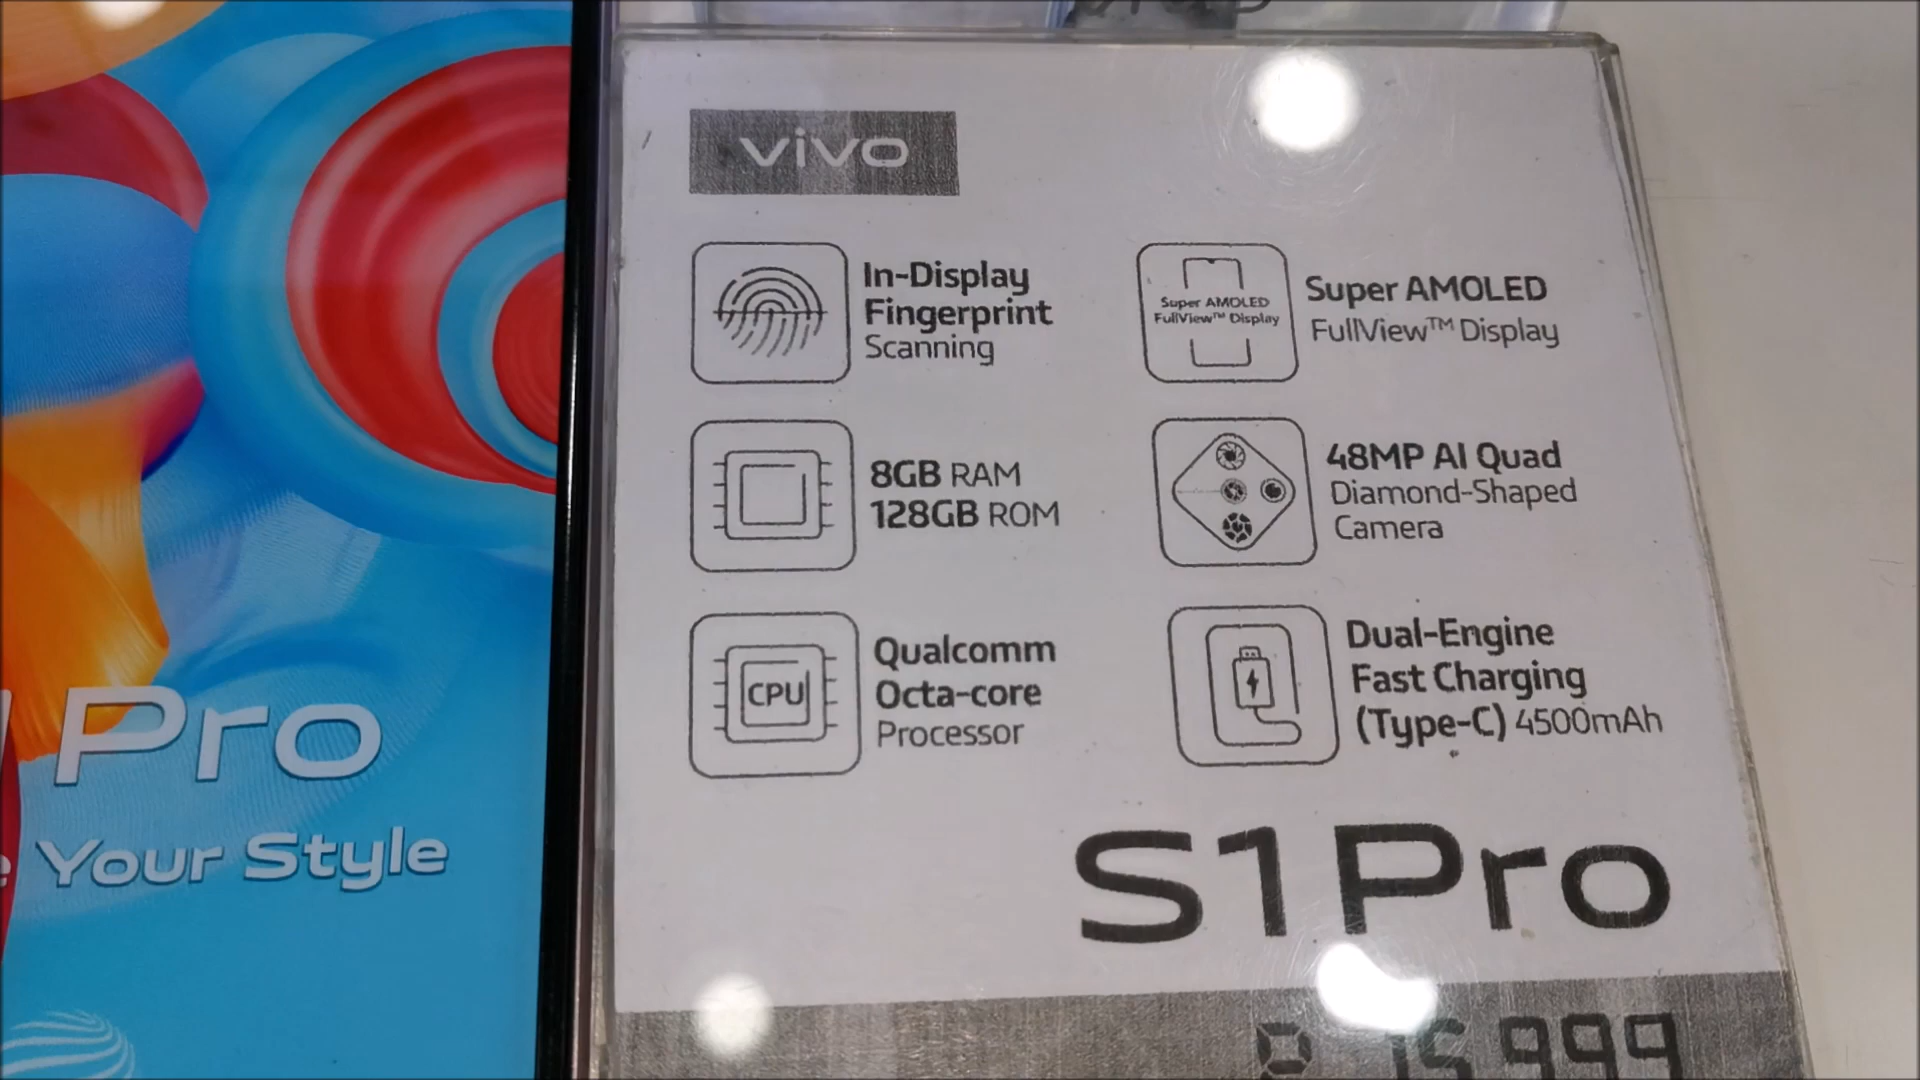 vivo
In-Display
Fingerprint
Scanning
Super AMOLED
FullView™ Display
Super AMOLED
FullView™ Display
8GB RAM
128GB ROM
48MP AI Quad
Diamond-Shaped
Camera
CPU
Qualcomm
Octa-core
Processor
Dual-Engine
Fast Charging
(Type-C) 4500mAh
S1Pro
Pro
Your Style
999